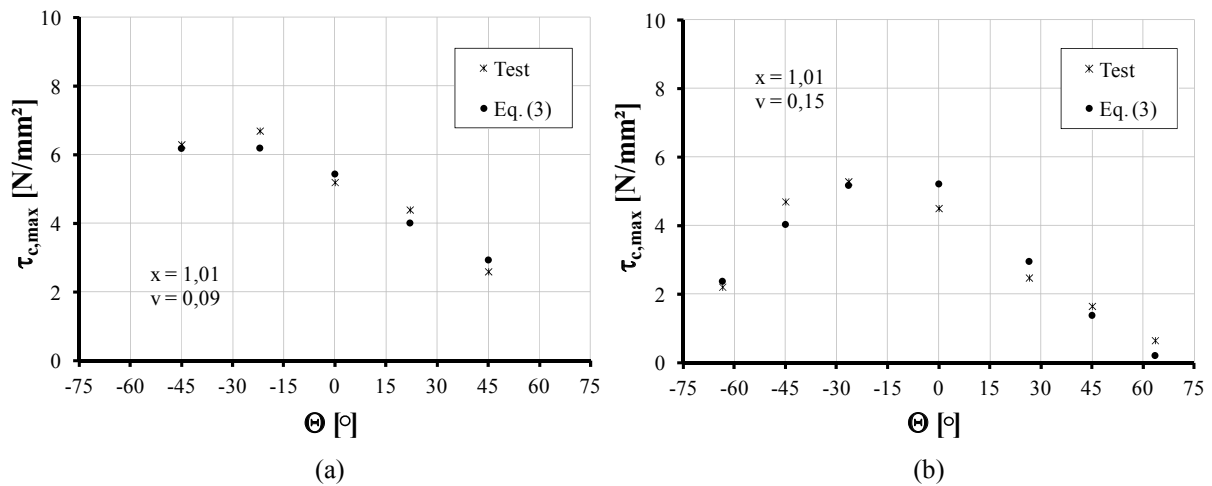 10
8
6
4
2
0
τc,max [N/mm²]
Test
Eq. (3)
x = 1,01
v = 0,09
-75 -60 -45 -30 -15 0 15 30 45 60 75
Θ [º]
(a)
10
8
6
4
2
0
τc,max [N/mm²]
x = 1,01
v = 0,15
Test
Eq. (3)
-75 -60 -45 -30 -15 0 15 30 45 60 75
Θ [º]
(b)